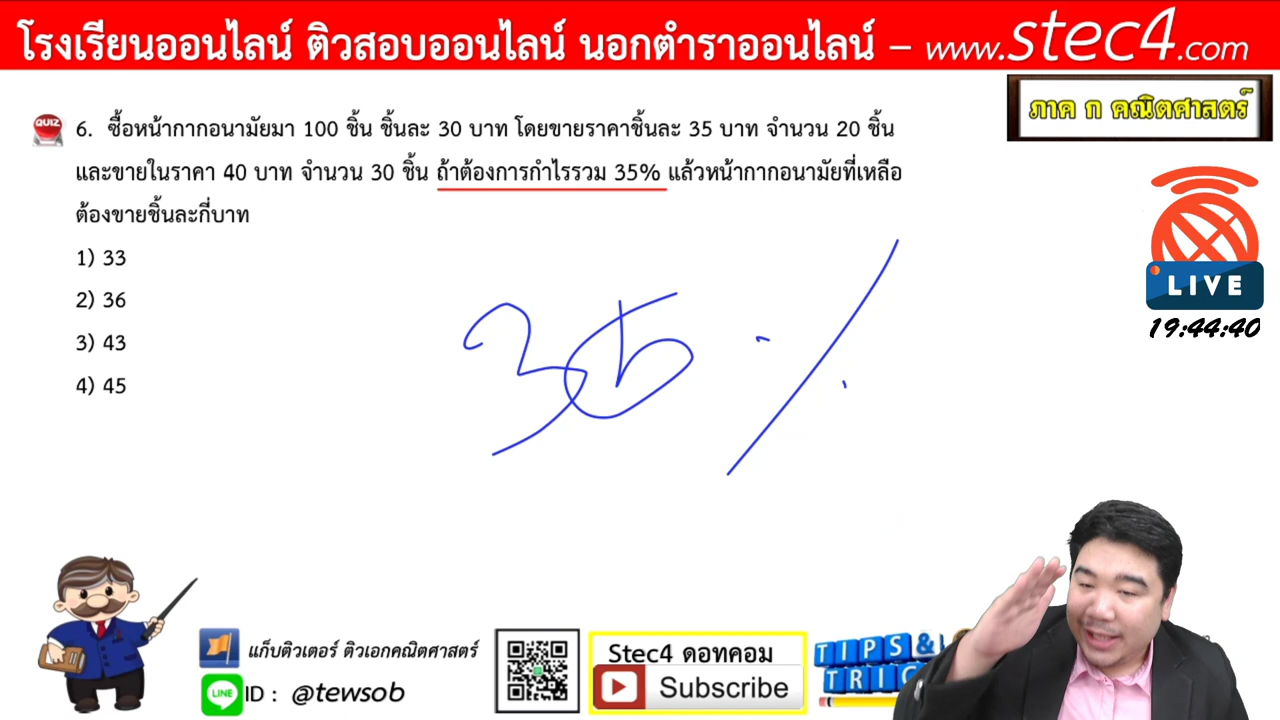 โรงเรียนออนไลน์ ติวสอบออนไลน์ นอกตำราออนไลน์ – www.stec4.com
ภาค ก คณิตศาสตร์
QUIZ
6. ซื้อหน้ากากอนามัยมา 100 ชิ้น ชิ้นละ 30 บาท โดยขายราคาชิ้นละ 35 บาท จำนวน 20 ชิ้น
และขายในราคา 40 บาท จำนวน 30 ชิ้น ถ้าต้องการกำไรรวม 35% แล้วหน้ากากอนามัยที่เหลือ
ต้องขายชิ้นละกี่บาท
1) 33
2) 36
3) 43
4) 45
35 %
LIVE
19:44:40
แก็บติวเตอร์ ติวเอกคณิตศาสตร์
LINE ID : @tewsob
Stec4 ดอทคอม
Subscribe
TIPS &